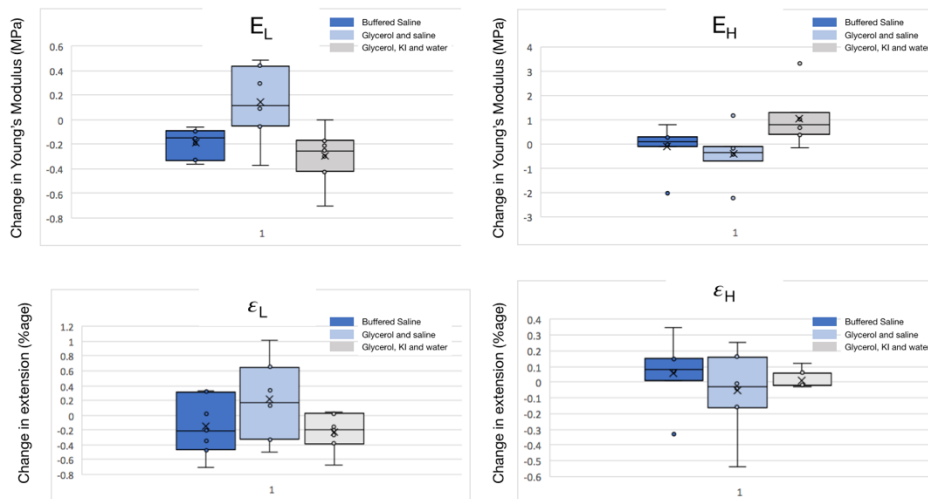 E_L
Buffered Saline
Glycerol and saline
Glycerol, KI and water
Change in Young's Modulus (MPa)
0.6
0.4
0.2
0
-0.2
-0.4
-0.6
-0.8
1
E_H
Buffered Saline
Glycerol and saline
Glycerol, KI and water
Change in Young's Modulus (MPa)
4
3
2
1
0
-1
-2
-3
1
ε_L
Buffered Saline
Glycerol and saline
Glycerol, KI and water
Change in extension (%age)
1.2
1
0.8
0.6
0.4
0.2
0
-0.2
-0.4
-0.6
-0.8
1
ε_H
Buffered Saline
Glycerol and saline
Glycerol, KI and water
Change in extension (%age)
0.4
0.3
0.2
0.1
0
-0.1
-0.2
-0.3
-0.4
-0.5
-0.6
1